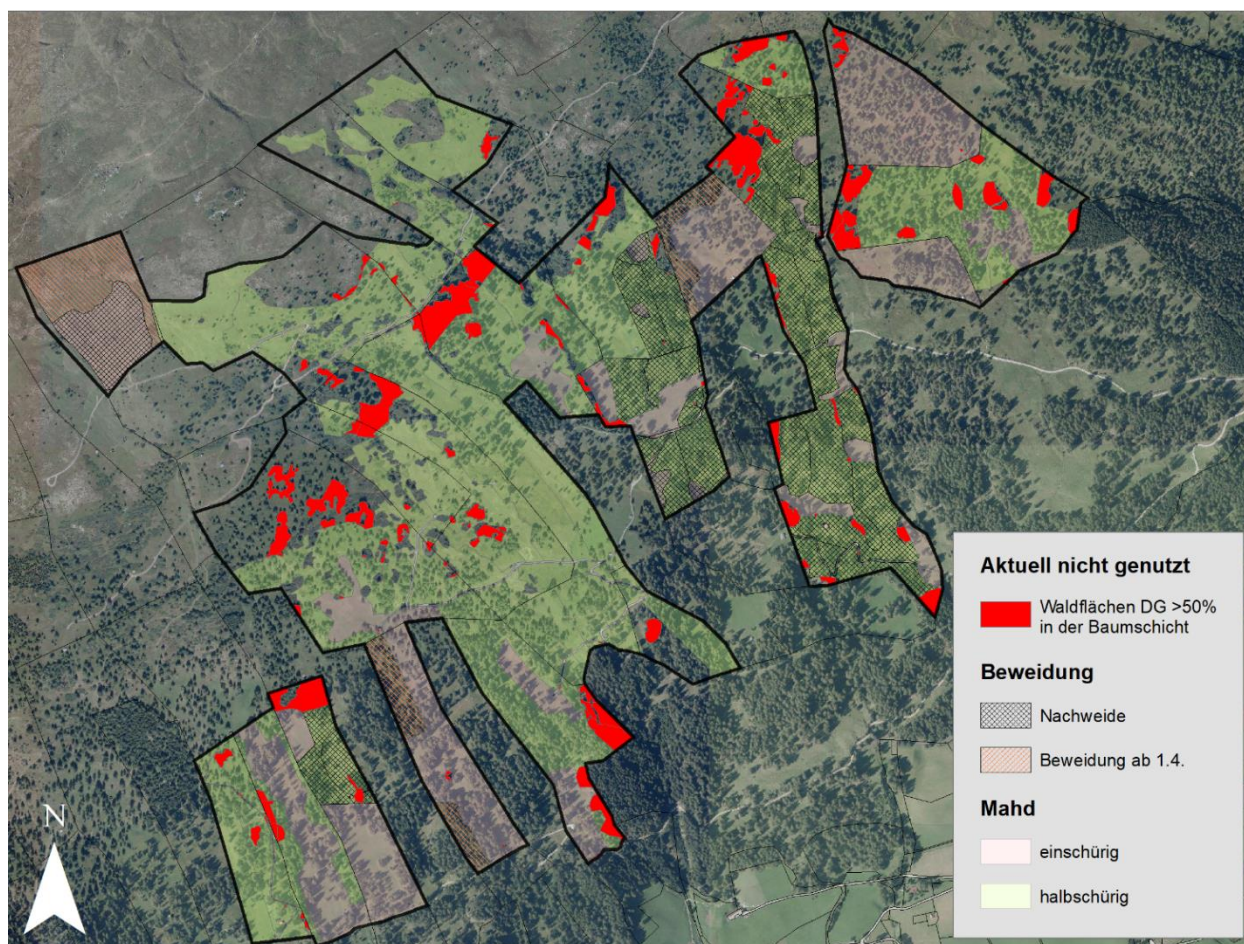 Aktuell nicht genutzt
Waldflächen DG >50%
in der Baumschicht
Beweidung
Nachweide
Beweidung ab 1.4.
Mahd
einschürig
halbschürig
N